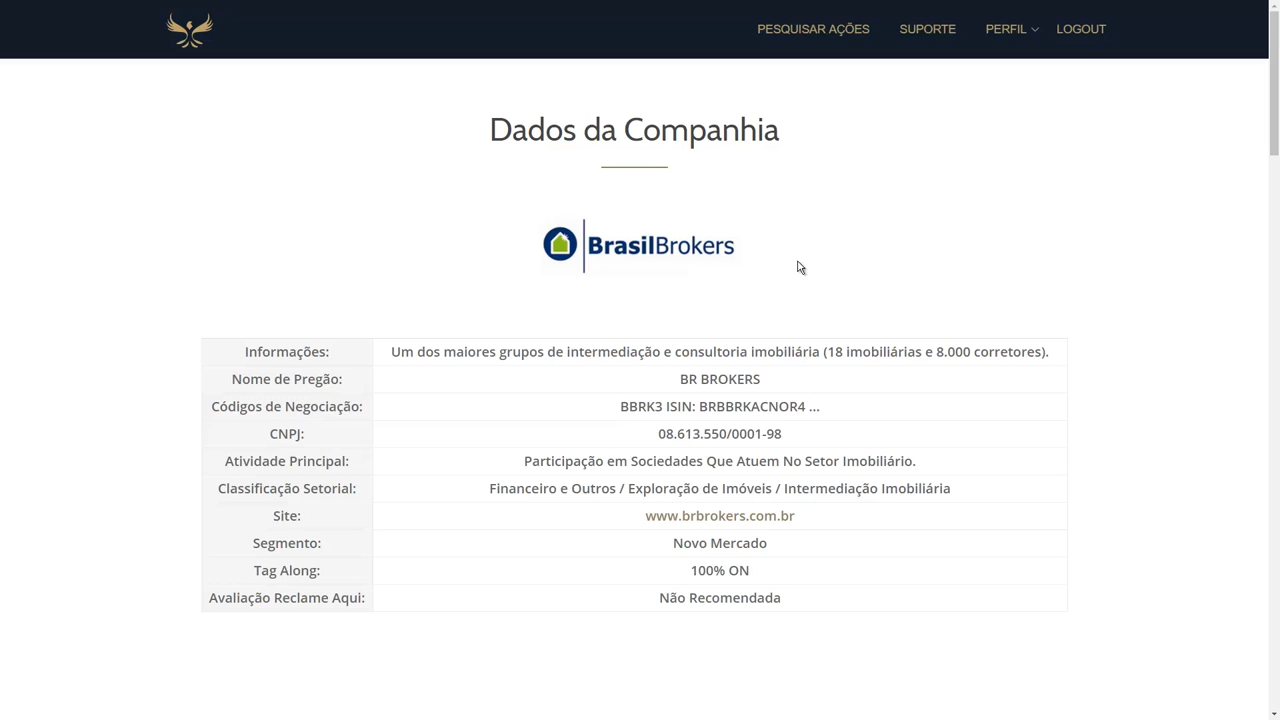 PESQUISAR AÇÕES SUPORTE PERFIL LOGOUT
Dados da Companhia
BrasilBrokers
Informações: Um dos maiores grupos de intermediação e consultoria imobiliária (18 imobiliárias e 8.000 corretores).
Nome de Pregão: BR BROKERS
Códigos de Negociação: BBRK3 ISIN: BRBBRKACNOR4 ...
CNPJ: 08.613.550/0001-98
Atividade Principal: Participação em Sociedades Que Atuem No Setor Imobiliário.
Classificação Setorial: Financeiro e Outros / Exploração de Imóveis / Intermediação Imobiliária
Site: www.brbrokers.com.br
Segmento: Novo Mercado
Tag Along: 100% ON
Avaliação Reclame Aqui: Não Recomendada